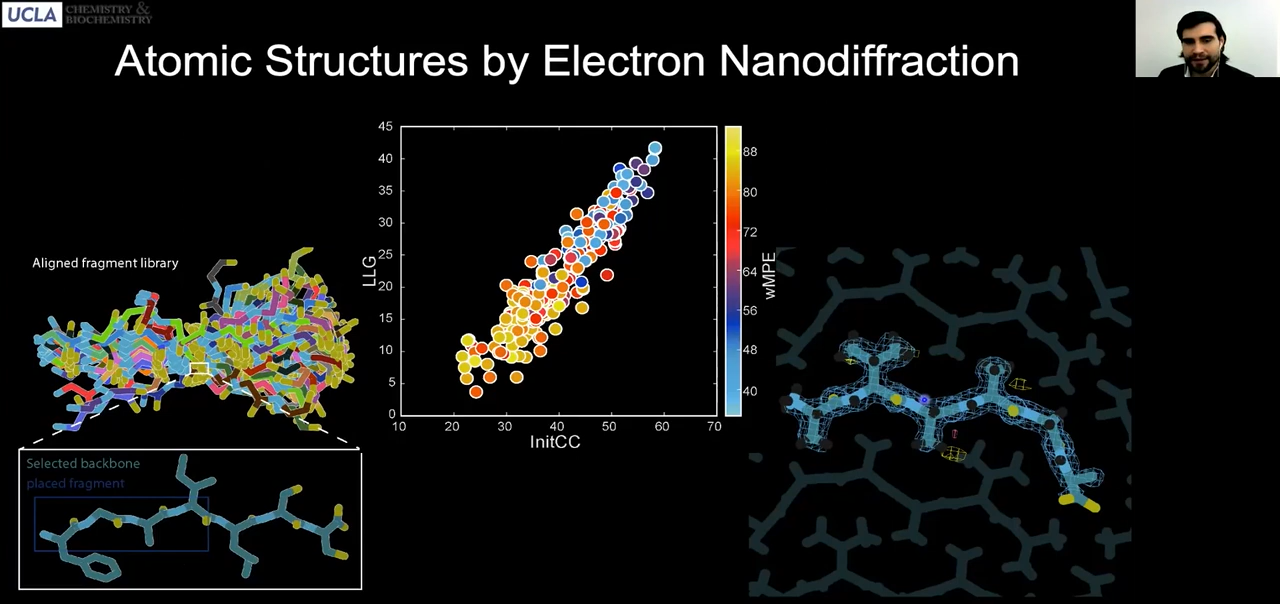 UCLA CHEMISTRY &
BIOCHEMISTRY
Atomic Structures by Electron Nanodiffraction
Aligned fragment library
Selected backbone
placed fragment
LLG
45
40
35
30
25
20
15
10
5
0
10 20 30 40 50 60 70
InitCC
88
80
72
64
56
48
40
wMPE